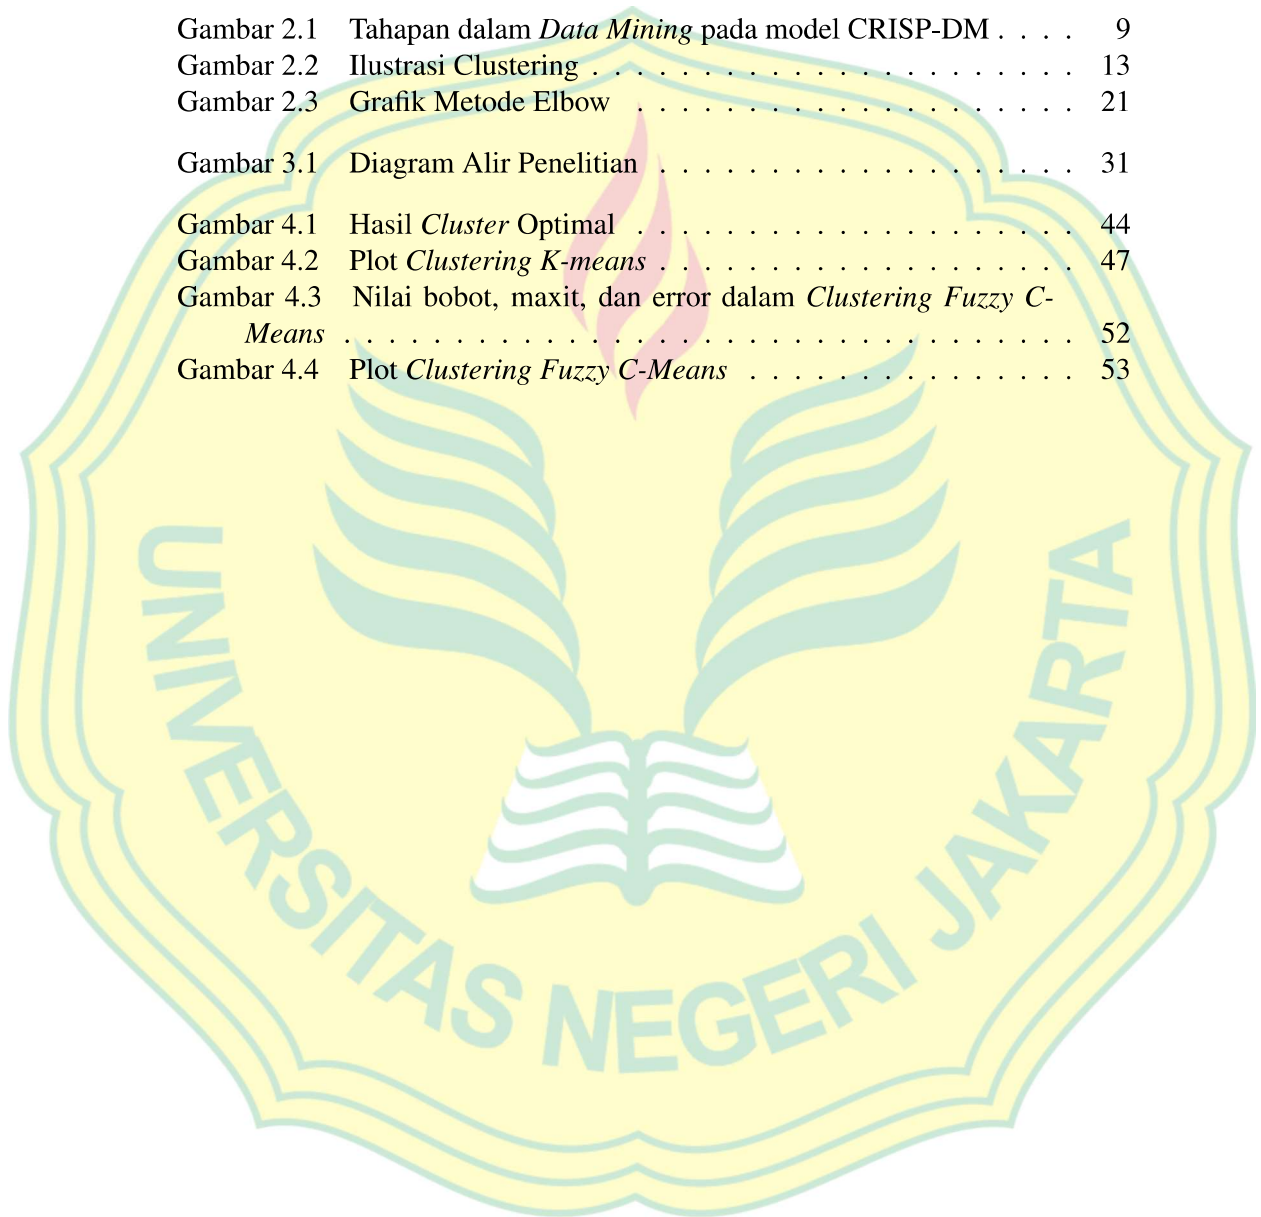 Gambar 2.1 Tahapan dalam Data Mining pada model CRISP-DM . . . . 9
Gambar 2.2 Ilustrasi Clustering . . . . . . . . . . . . . . . . . . . . . . 13
Gambar 2.3 Grafik Metode Elbow . . . . . . . . . . . . . . . . . . . . 21
Gambar 3.1 Diagram Alir Penelitian . . . . . . . . . . . . . . . . . . . 31
Gambar 4.1 Hasil Cluster Optimal . . . . . . . . . . . . . . . . . . . . 44
Gambar 4.2 Plot Clustering K-means . . . . . . . . . . . . . . . . . . . 47
Gambar 4.3 Nilai bobot, maxit, dan error dalam Clustering Fuzzy C-
Means . . . . . . . . . . . . . . . . . . . . . . . . . . . . . . . . . 52
Gambar 4.4 Plot Clustering Fuzzy C-Means . . . . . . . . . . . . . . . 53
UNIVERSITAS NEGERI JAKARTA